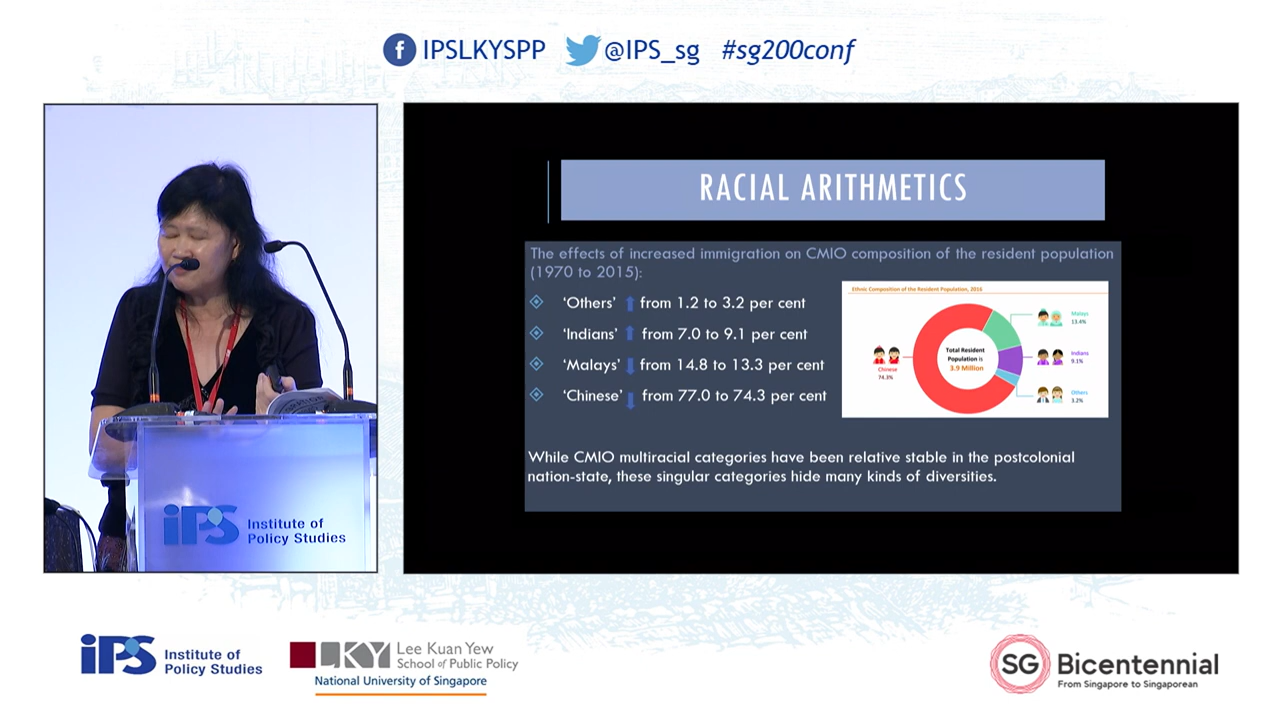 IPSLKYSPP @IPS_sg #sg200conf
RACIAL ARITHMETICS
The effects of increased immigration on CMIO composition of the resident population
(1970 to 2015):
‘Others’ from 1.2 to 3.2 per cent
‘Indians’ from 7.0 to 9.1 per cent
‘Malays’ from 14.8 to 13.3 per cent
‘Chinese’ from 77.0 to 74.3 per cent
Ethnic Composition of the Resident Population, 2016
Malays
13.4%
Total Resident
Population is
3.9 Million
Chinese
74.3%
Indians
9.1%
Others
3.2%
While CMIO multiracial categories have been relative stable in the postcolonial
nation-state, these singular categories hide many kinds of diversities.
iPS Institute of
Policy Studies
iPS Institute of
Policy Studies
LKY Lee Kuan Yew
School of Public Policy
National University of Singapore
SG Bicentennial
From Singapore to Singaporean